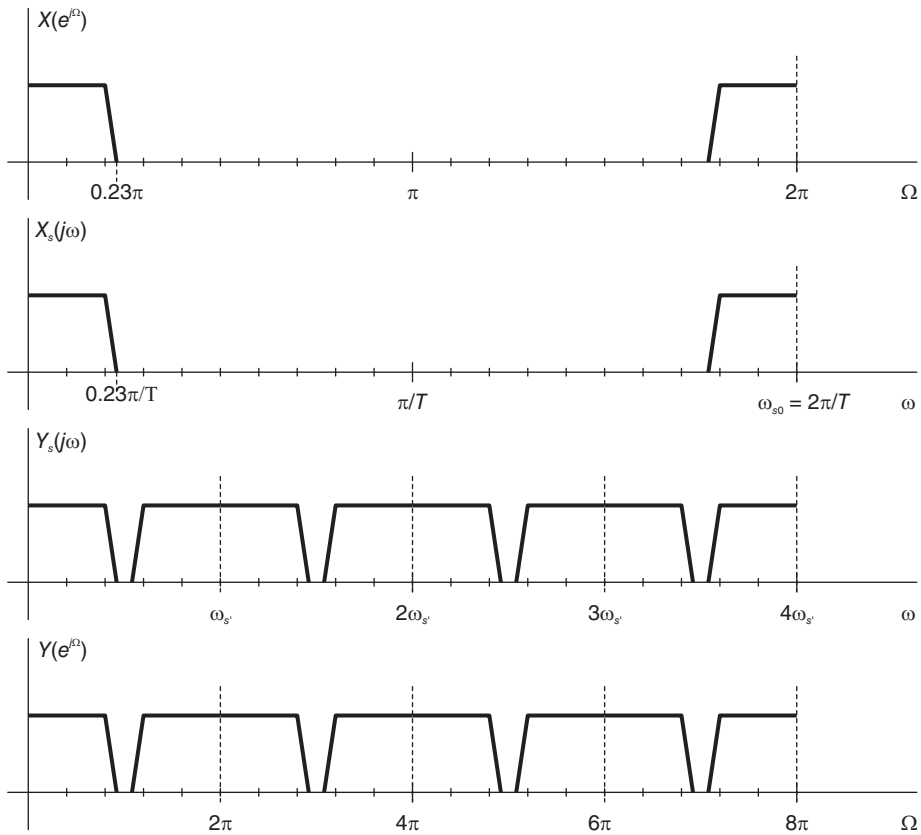 X(e^{jΩ})
0.23π π 2π Ω
X_s(jω)
0.23π/T π/T ω_{s0} = 2π/T ω
Y_s(jω)
ω_{s'} 2ω_{s'} 3ω_{s'} 4ω_{s'} ω
Y(e^{jΩ})
2π 4π 6π 8π Ω